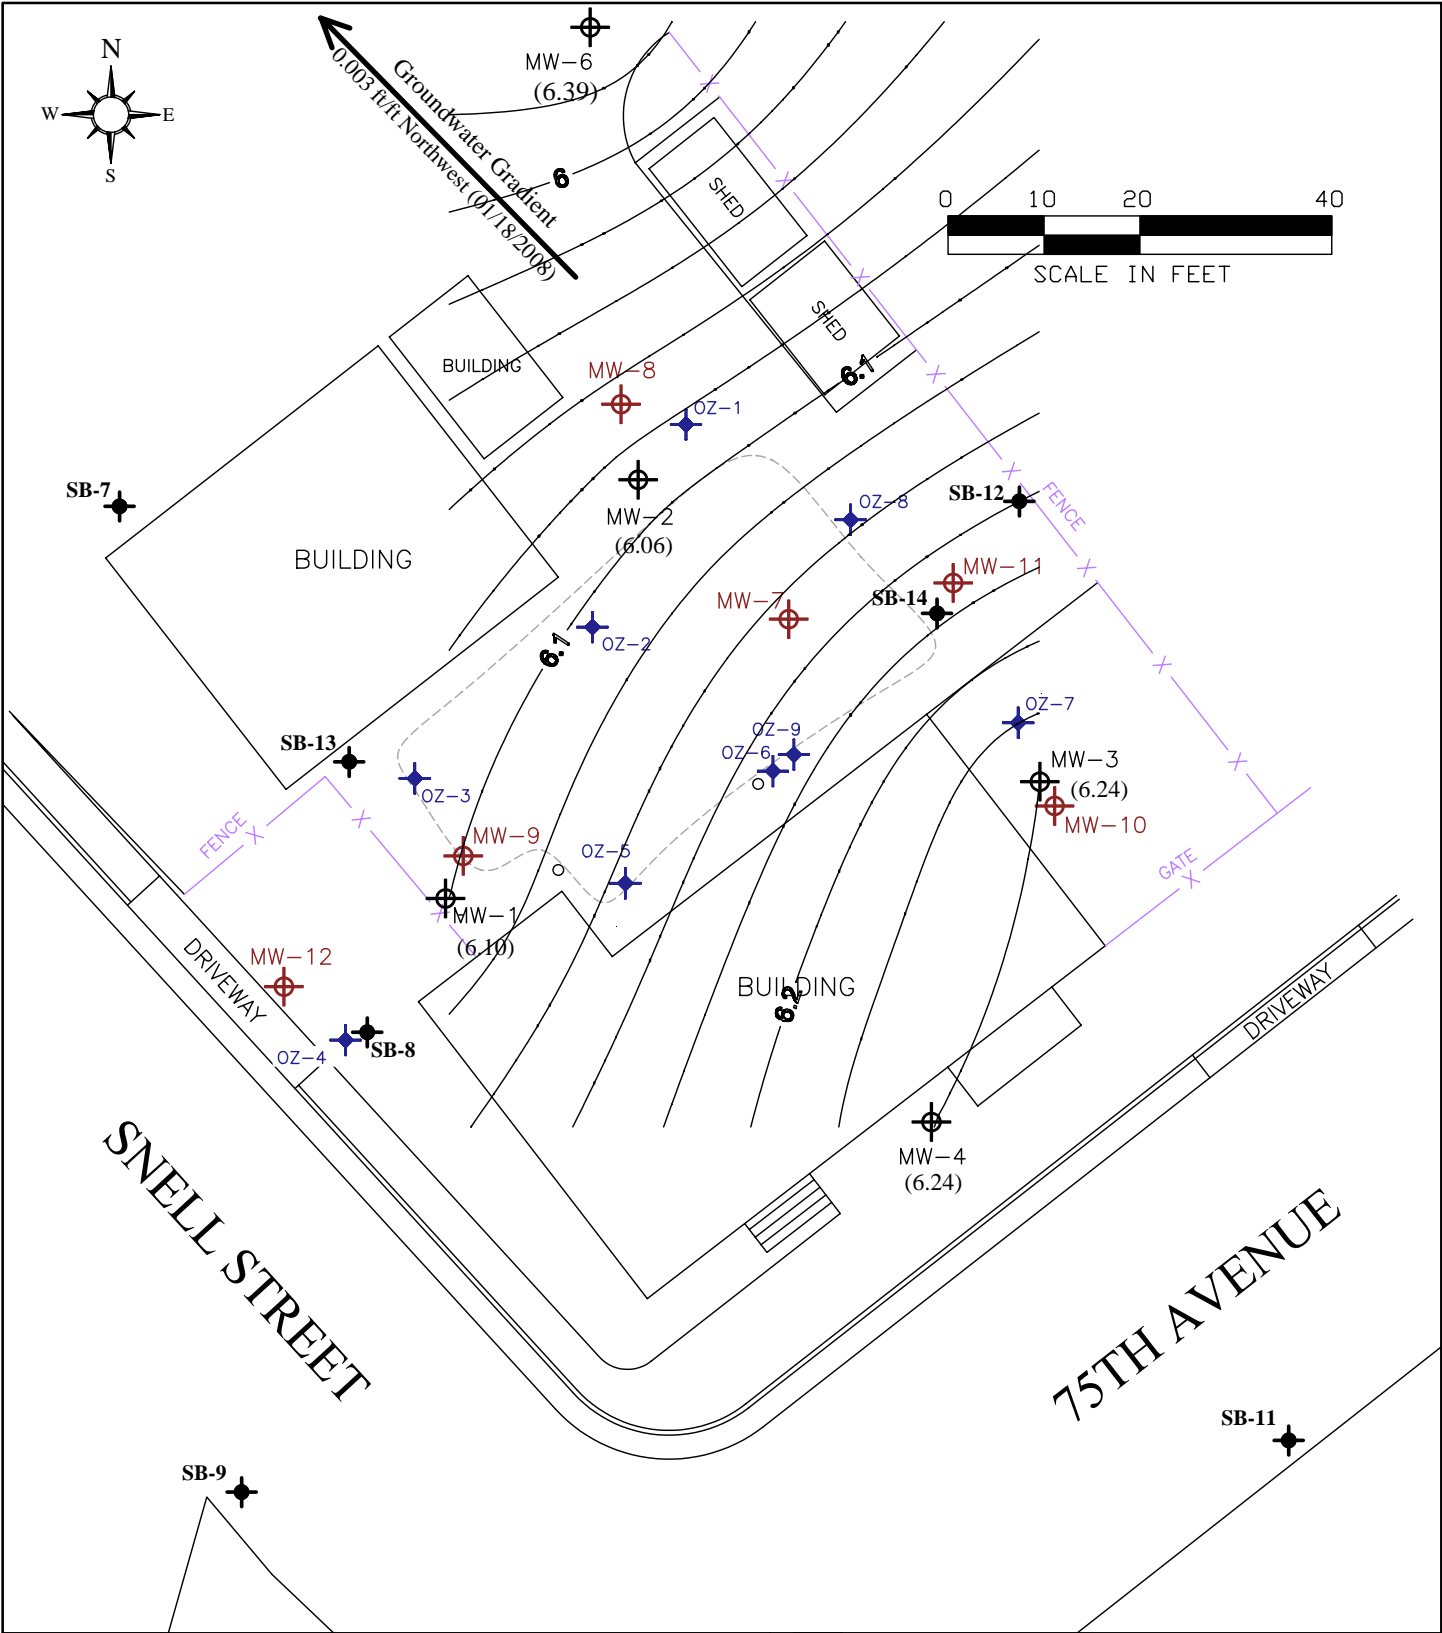 N
W
E
S
MW-6
(6.39)
Groundwater Gradient
0.003 ft/ft Northwest (01/18/2008)
6
SHED
SHED
0
10
20
40
SCALE IN FEET
BUILDING
MW-8
6.1
OZ-1
SB-7
MW-2
(6.06)
OZ-8
SB-12
FENCE
BUILDING
MW-7
MW-11
SB-14
6.1
OZ-2
OZ-7
SB-13
OZ-9
OZ-6
MW-3
(6.24)
OZ-3
FENCE
X
X
X
X
X
X
X
X
X
X
X
X
MW-9
MW-10
OZ-5
GATE
X
MW-1
(6.10)
MW-12
DRIVEWAY
BUILDING
6.2
DRIVEWAY
OZ-4
SB-8
MW-4
(6.24)
SNELL STREET
75TH AVENUE
SB-11
SB-9